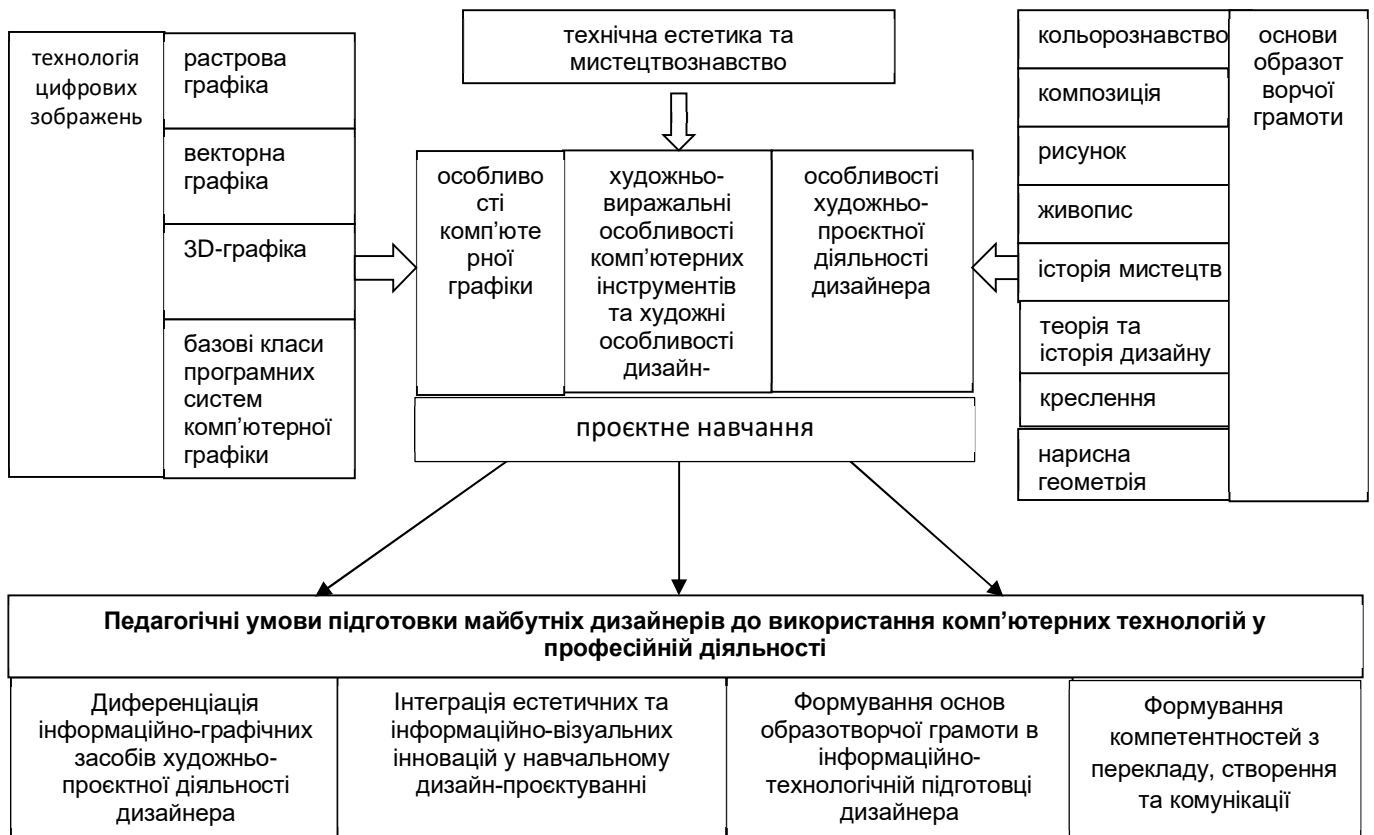 технологія
цифрових
зображень
растрова
графіка
векторна
графіка
3D-графіка
базові класи
програмних
систем
комп’ютерної
графіки
технічна естетика та
мистецтвознавство
особливо
сті
комп’юте
рної
графіки
художньо-
виражальні
особливості
комп’ютерних
інструментів
та художні
особливості
дизайн-
особливості
художньо-
проєктної
діяльності
дизайнера
проєктне навчання
кольорознавство
композиція
рисунок
живопис
історія мистецтв
теорія та
історія дизайну
креслення
нарисна
геометрія
основи
образот
ворчої
грамоти
Педагогічні умови підготовки майбутніх дизайнерів до використання комп’ютерних технологій у
професійній діяльності
Диференціація
інформаційно-графічних
засобів художньо-
проєктної діяльності
дизайнера
Інтеграція естетичних та
інформаційно-візуальних
інновацій у навчальному
дизайн-проєктуванні
Формування основ
образотворчої грамоти в
інформаційно-
технологічній підготовці
дизайнера
Формування
компетентностей з
перекладу, створення
та комунікації